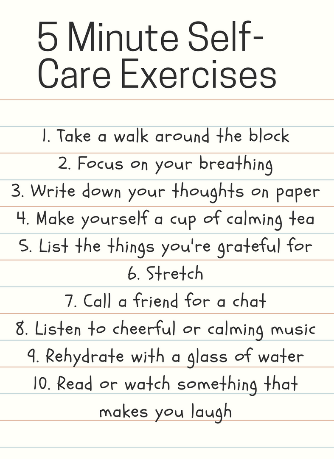 5 Minute Self-
Care Exercises
1. Take a walk around the block
2. Focus on your breathing
3. Write down your thoughts on paper
4. Make yourself a cup of calming tea
5. List the things you're grateful for
6. Stretch
7. Call a friend for a chat
8. Listen to cheerful or calming music
9. Rehydrate with a glass of water
10. Read or watch something that
makes you laugh